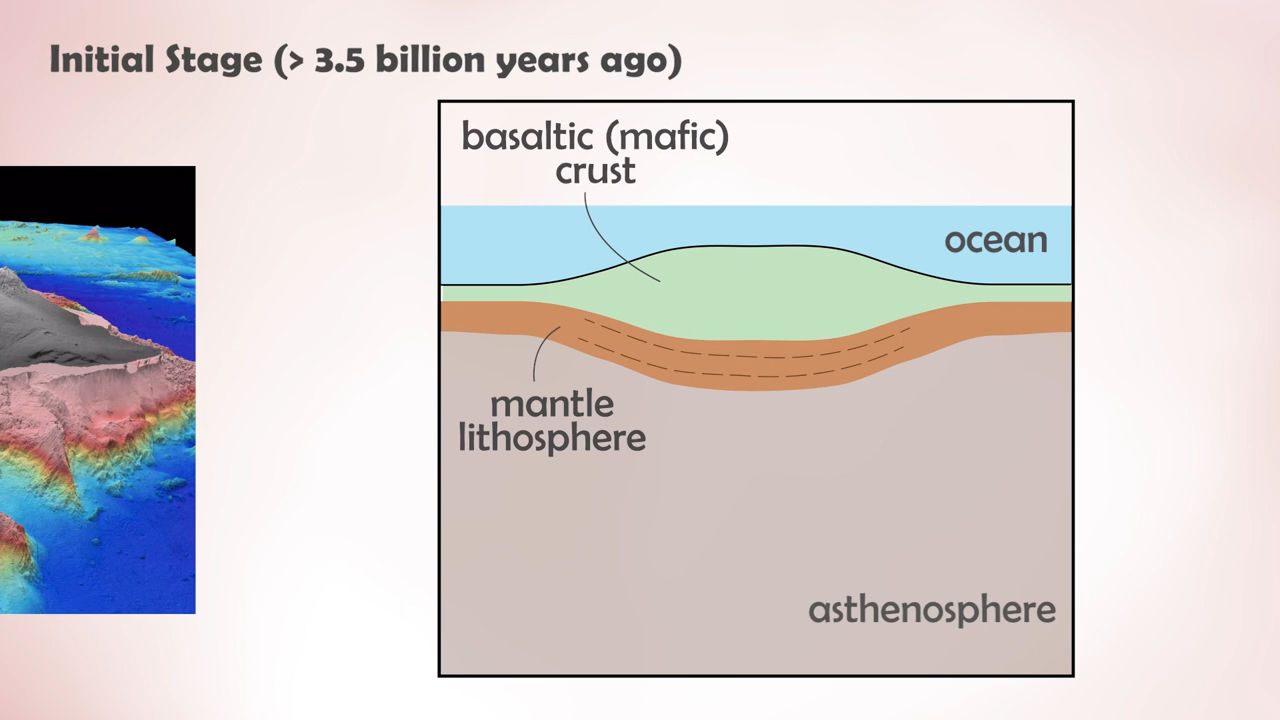 Initial Stage (> 3.5 billion years ago)
basaltic (mafic)
crust
ocean
mantle
lithosphere
asthenosphere